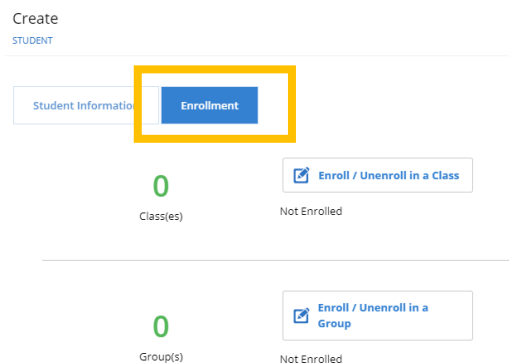 Create
STUDENT
Student Information
Enrollment
0
Enroll / Unenroll in a Class
Class(es)
Not Enrolled
0
Enroll / Unenroll in a
Group
Group(s)
Not Enrolled